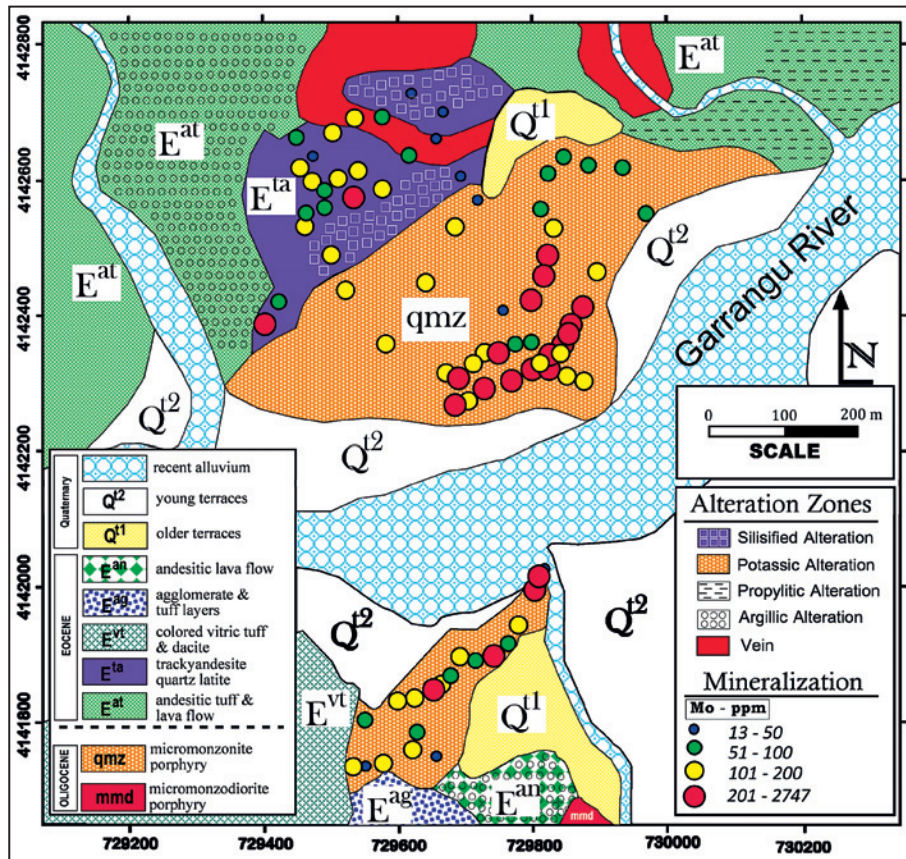 4142800
4142600
4142400
4142200
4142000
4141800
729200
729400
729600
729800
730000
730200
E^at
E^at
E^at
E^at
Q^t1
E^ta
Q^t2
qmz
Garrangu River
N
Q^t2
Q^t2
0 100 200 m
SCALE
Quaternary
recent alluvium
Q^t2 young terraces
Q^t1 older terraces
EOCENE
E^an andesitic lava flow
E^ag agglomerate &
tuff layers
E^vt colored vitric tuff
& dacite
E^ta trackyandesite
quartz latite
E^at andesitic tuff &
lava flow
OLIGOCENE
qmz micromonzonite
porphyry
mmd micromonzodiorite
porphyry
Q^t2
Q^t2
E^vt
Q^t1
E^ag
E^an
mmd
Alteration Zones
Silisified Alteration
Potassic Alteration
Propylitic Alteration
Argillic Alteration
Vein
Mineralization
Mo - ppm
13 - 50
51 - 100
101 - 200
201 - 2747